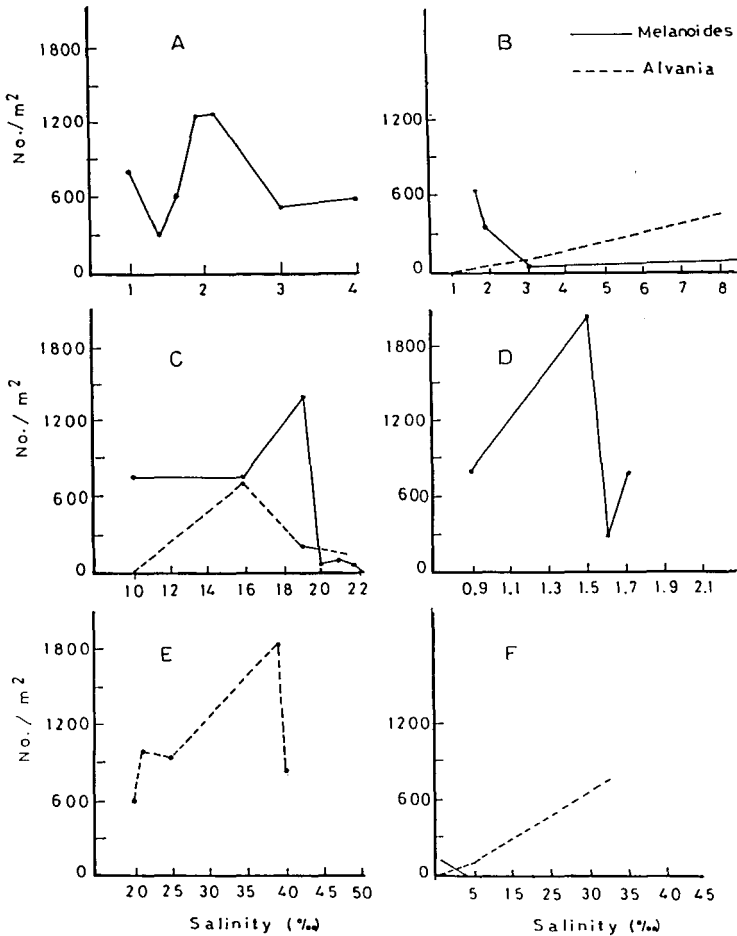 A
1800
1200
600
0
No./m²
1 2 3 4
B
Melanoides
Alvania
1200
600
0
1 2 3 4 5 6 7 8
C
1800
1200
600
0
No./m²
10 12 14 16 18 20 22
D
1800
1200
600
0
0.9 1.1 1.3 1.5 1.7 1.9 2.1
E
1800
1200
600
0
No./m²
20 25 30 35 40 50
Salinity (‰)
F
1200
600
0
5 15 25 30 35 45
Salinity (‰)